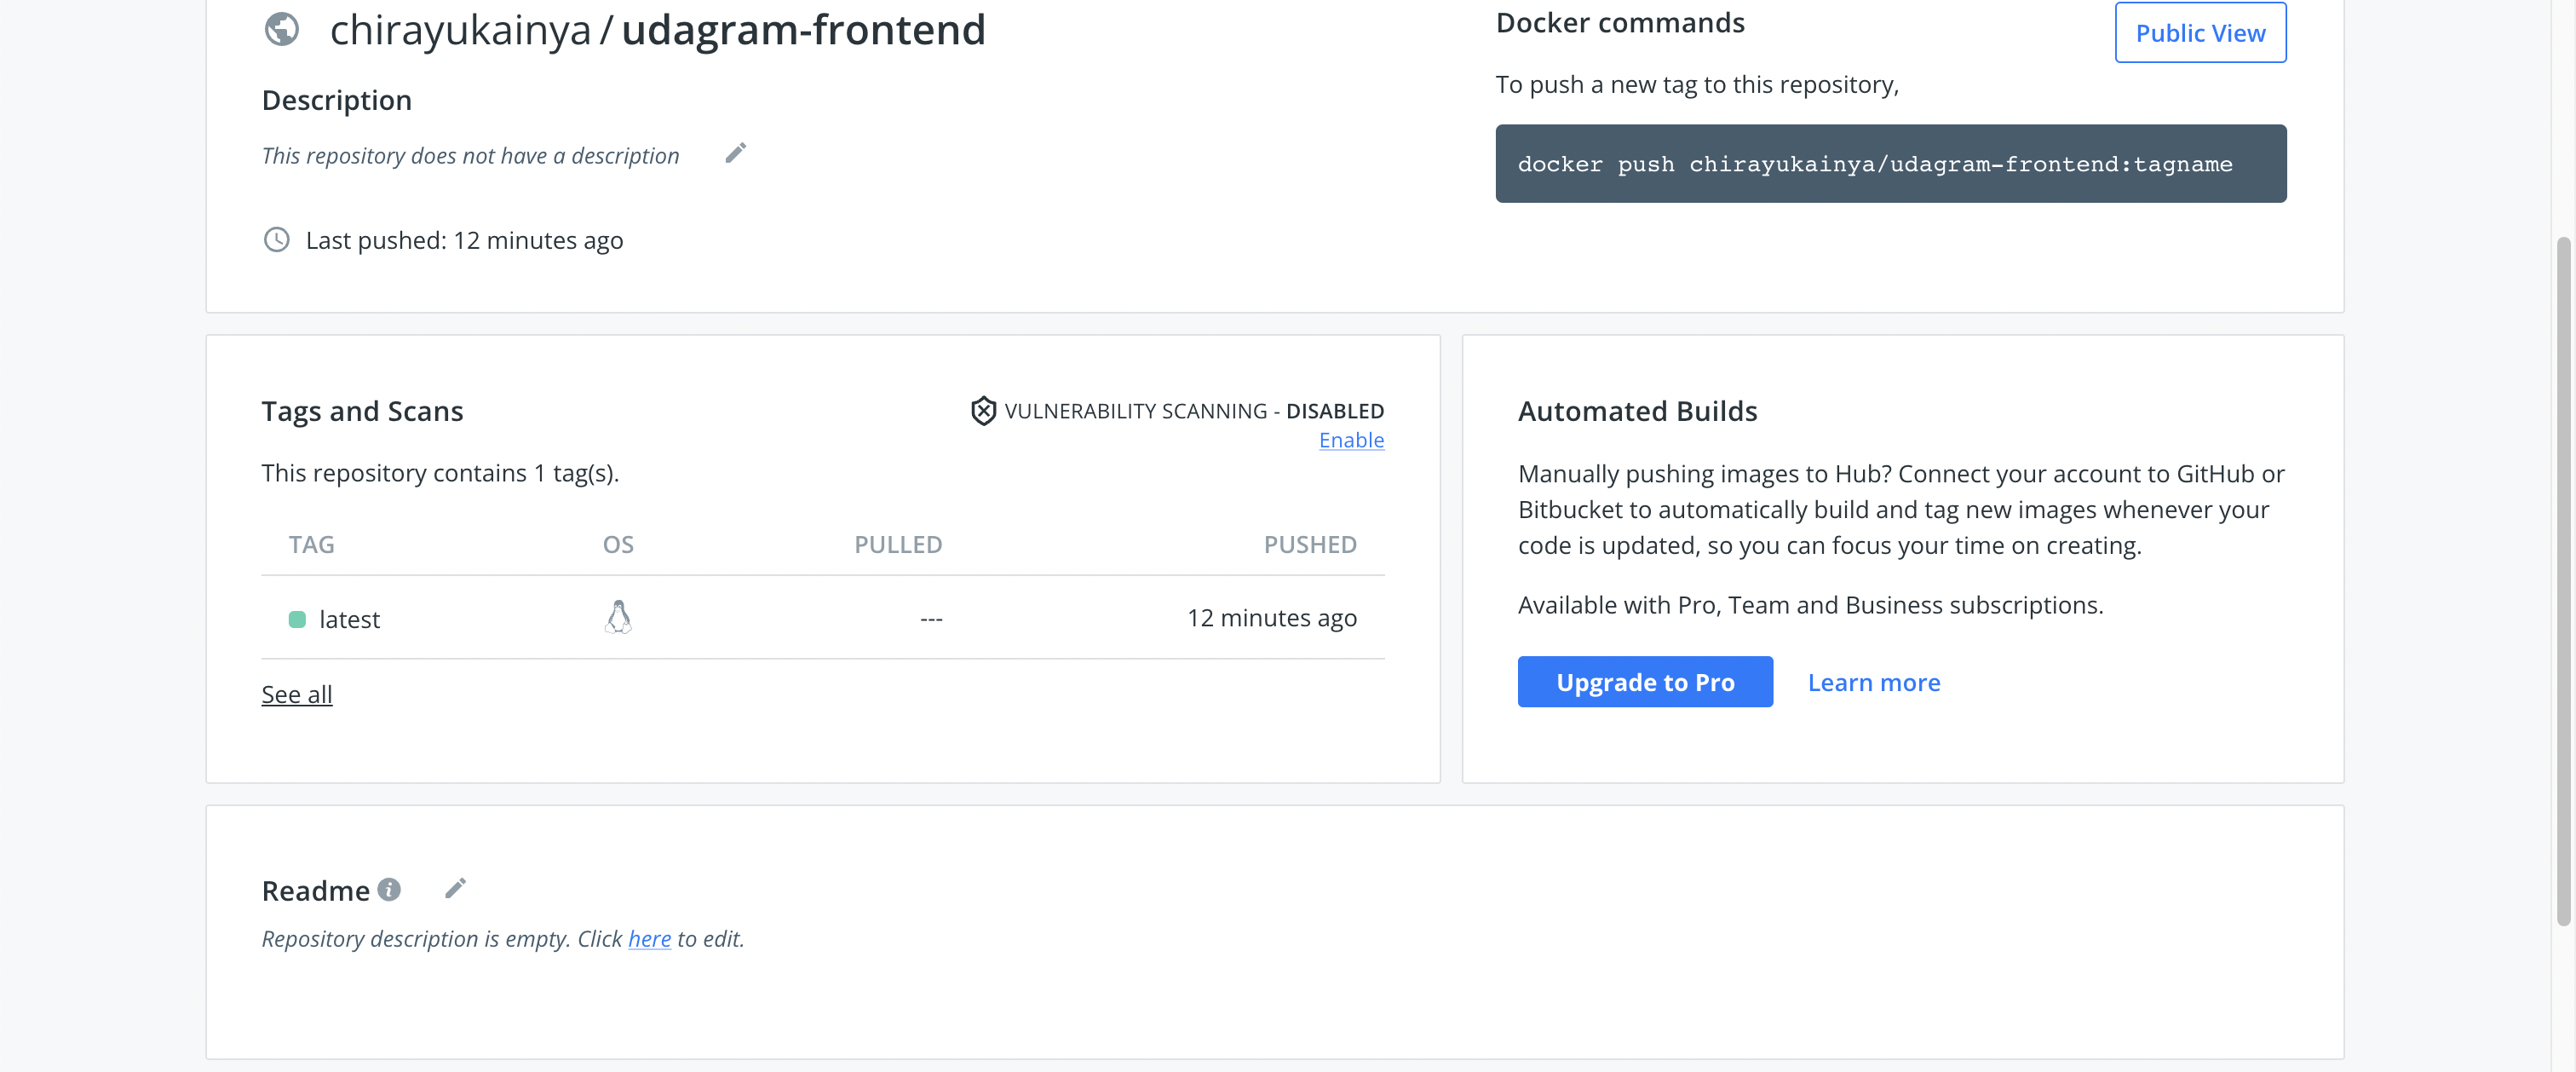 chirayukainya / udagram-frontend
Description
This repository does not have a description
Last pushed: 12 minutes ago
Docker commands
Public View
To push a new tag to this repository,
docker push chirayukainya/udagram-frontend:tagname
Tags and Scans
VULNERABILITY SCANNING - DISABLED
Enable
This repository contains 1 tag(s).
TAG OS PULLED PUSHED
latest --- 12 minutes ago
See all
Automated Builds
Manually pushing images to Hub? Connect your account to GitHub or
Bitbucket to automatically build and tag new images whenever your
code is updated, so you can focus your time on creating.
Available with Pro, Team and Business subscriptions.
Upgrade to Pro Learn more
Readme
Repository description is empty. Click here to edit.